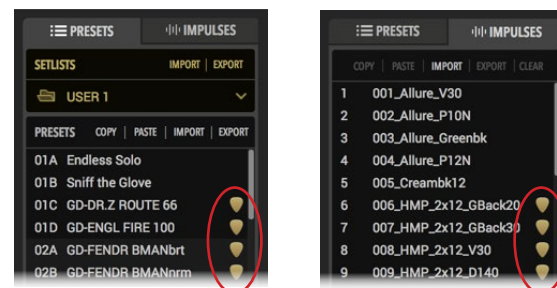 PRESETS IMPULSES
SETLISTS IMPORT | EXPORT
USER 1
PRESETS COPY | PASTE | IMPORT | EXPORT
01A Endless Solo
01B Sniff the Glove
01C GD-DR.Z ROUTE 66
01D GD-ENGL FIRE 100
02A GD-FENDR BMANbrt
02B GD-FENDR BMANnrm
PRESETS IMPULSES
COPY | PASTE | IMPORT | EXPORT | CLEAR
1 001_Allure_V30
2 002_Allure_P10N
3 003_Allure_Greenbk
4 004_Allure_P12N
5 005_Creambk12
6 006_HMP_2x12_GBack20
7 007_HMP_2x12_GBack30
8 008_HMP_2x12_V30
9 009_HMP_2x12_D140